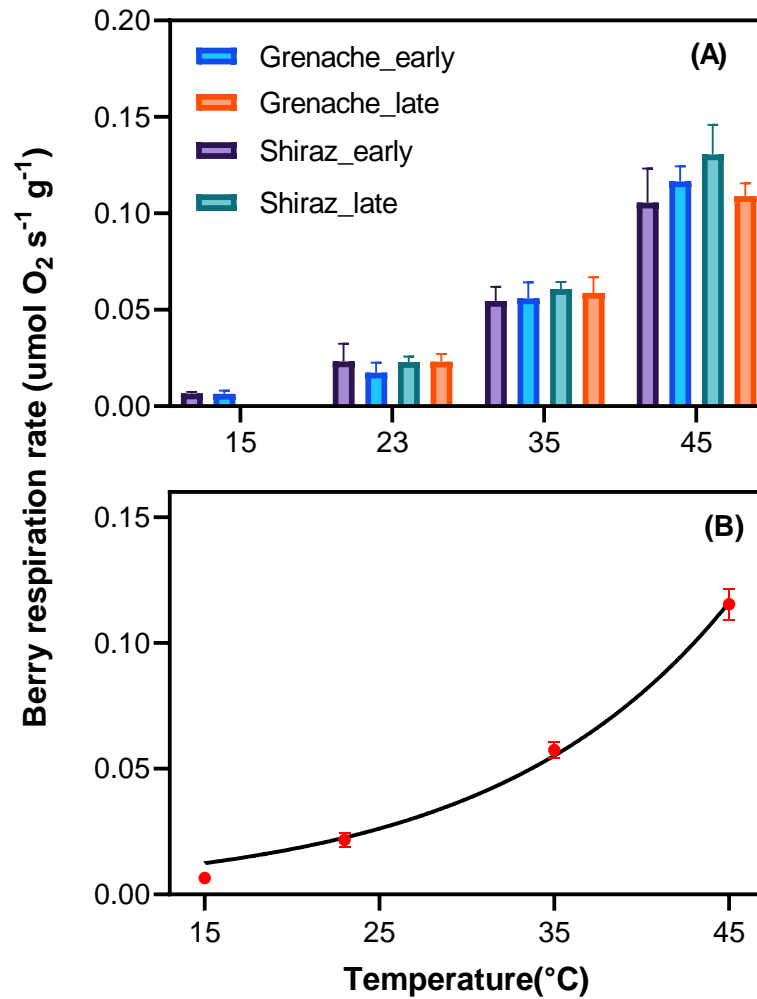 0.20
(A)
Grenache_early
Grenache_late
Shiraz_early
Shiraz_late
0.15
0.10
0.05
0.00
15 23 35 45
Berry respiration rate (umol O₂ s⁻¹ g⁻¹)
(B)
0.15
0.10
0.05
0.00
15 25 35 45
Temperature(°C)